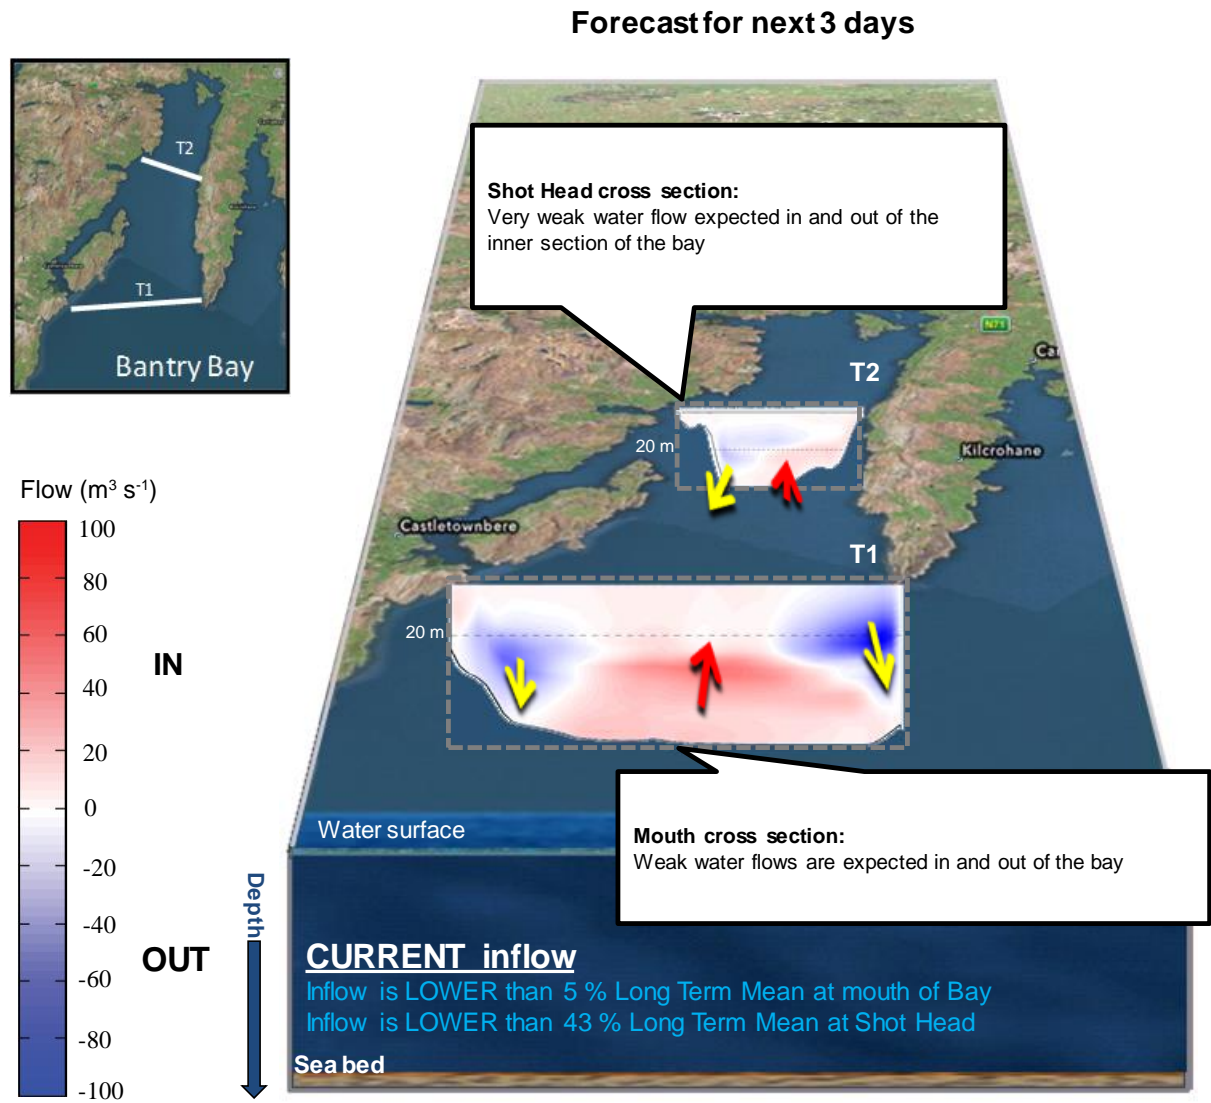 Forecast for next 3 days
T2
T1
Bantry Bay
Shot Head cross section:
Very weak water flow expected in and out of the
inner section of the bay
N71
T2
20 m
Kilcrohane
Flow (m³ s⁻¹)
Castletownbere
T1
100
80
60
40
20
0
-20
-40
-60
-80
-100
IN
OUT
20 m
Water surface
Mouth cross section:
Weak water flows are expected in and out of the bay
Depth
CURRENT inflow
Inflow is LOWER than 5 % Long Term Mean at mouth of Bay
Inflow is LOWER than 43 % Long Term Mean at Shot Head
Sea bed